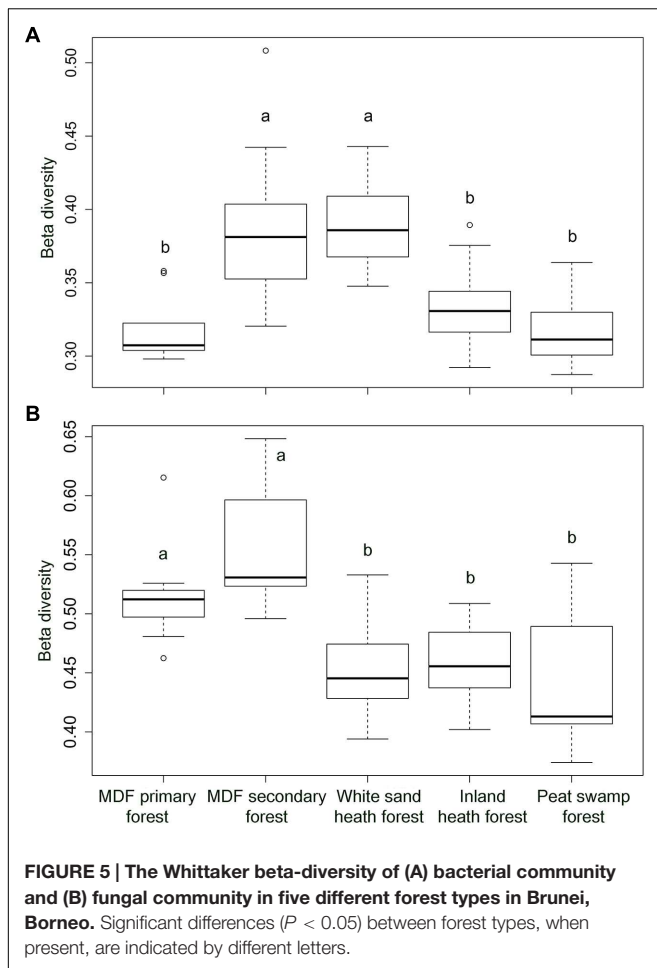 A
0.50
0.45
0.40
0.35
0.30
Beta diversity
b
a
a
b
b
B
0.65
0.60
0.55
0.50
0.45
0.40
Beta diversity
a
a
b
b
b
MDF primary forest
MDF secondary forest
White sand heath forest
Inland heath forest
Peat swamp forest
FIGURE 5 | The Whittaker beta-diversity of (A) bacterial community
and (B) fungal community in five different forest types in Brunei,
Borneo. Significant differences (P < 0.05) between forest types, when
present, are indicated by different letters.